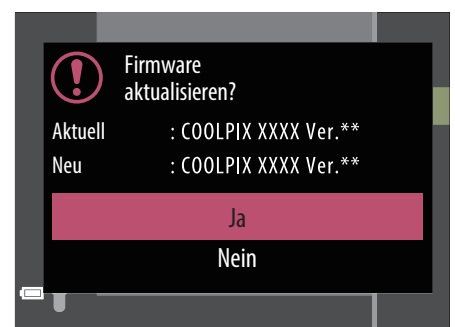 Firmware
aktualisieren?
Aktuell : COOLPIX XXXX Ver.**
Neu : COOLPIX XXXX Ver.**
Ja
Nein